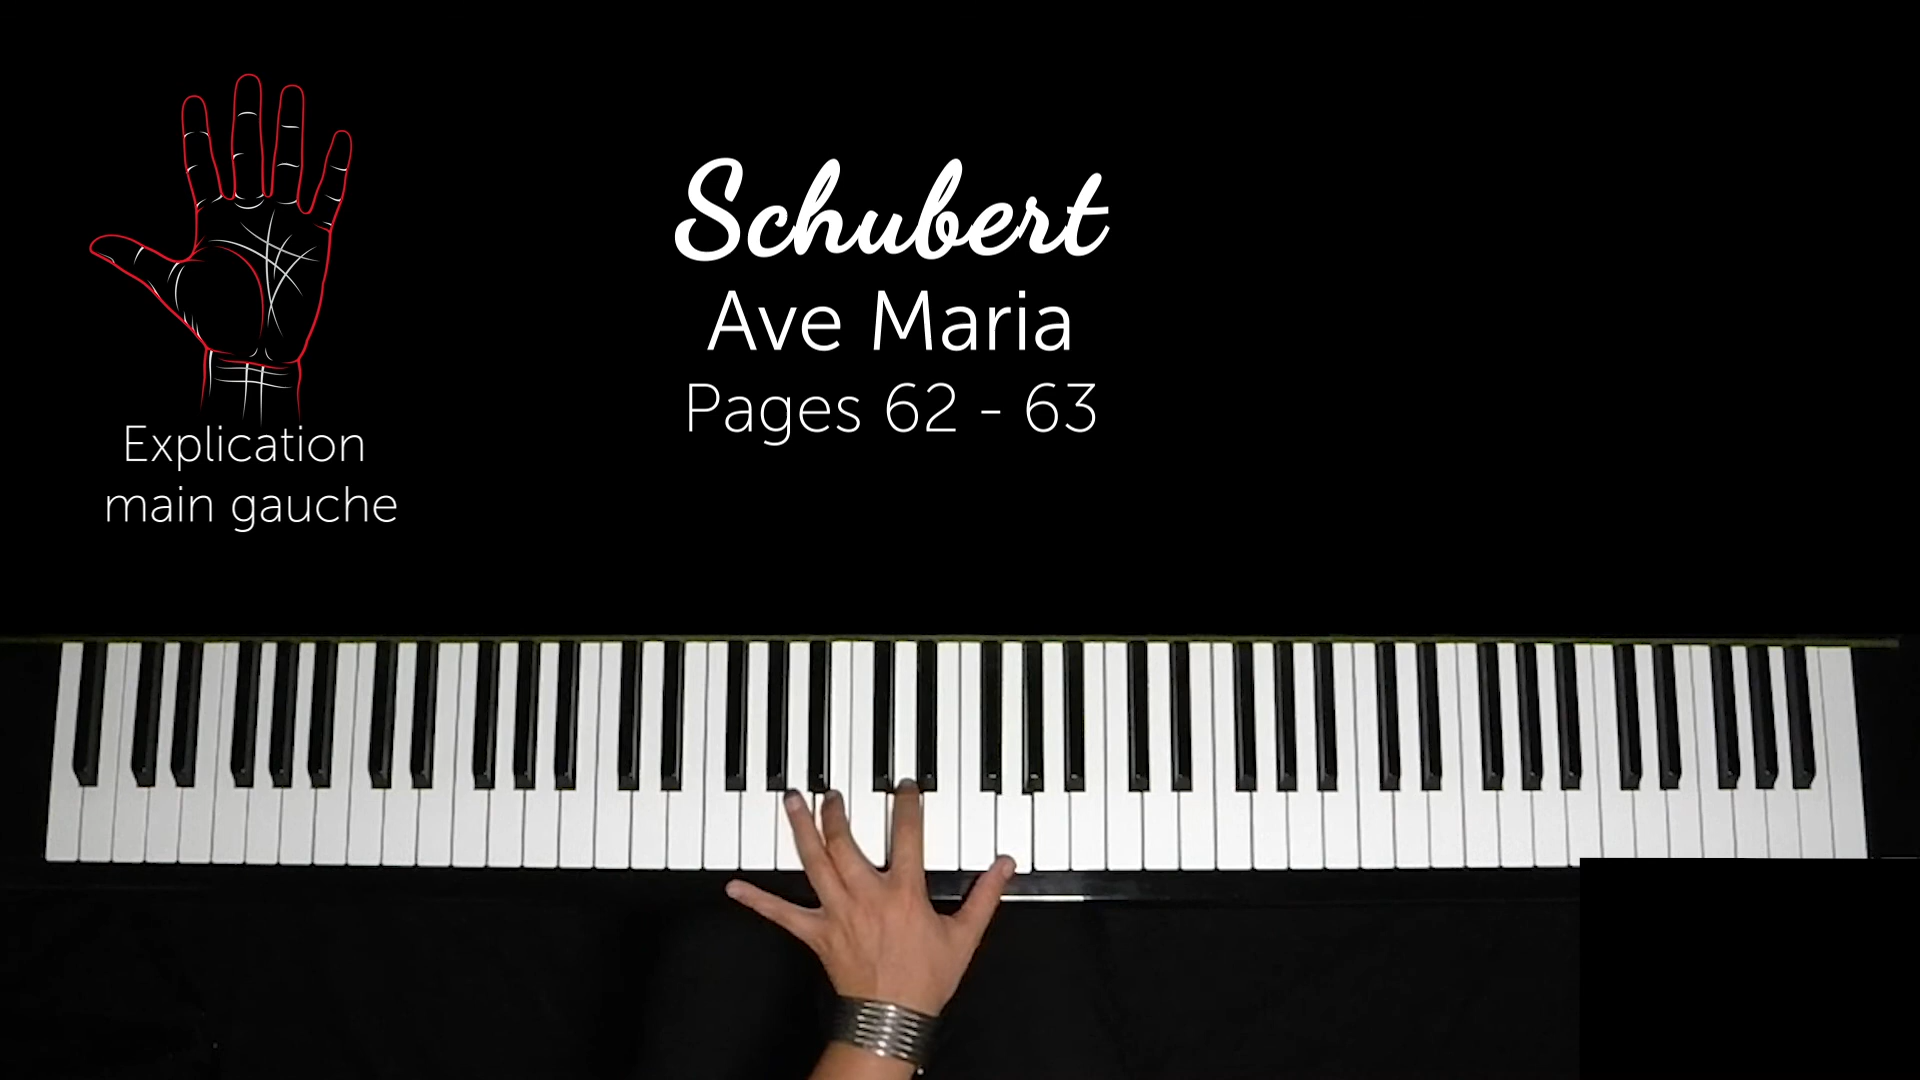 Schubert
Ave Maria
Pages 62 - 63
Explication
main gauche